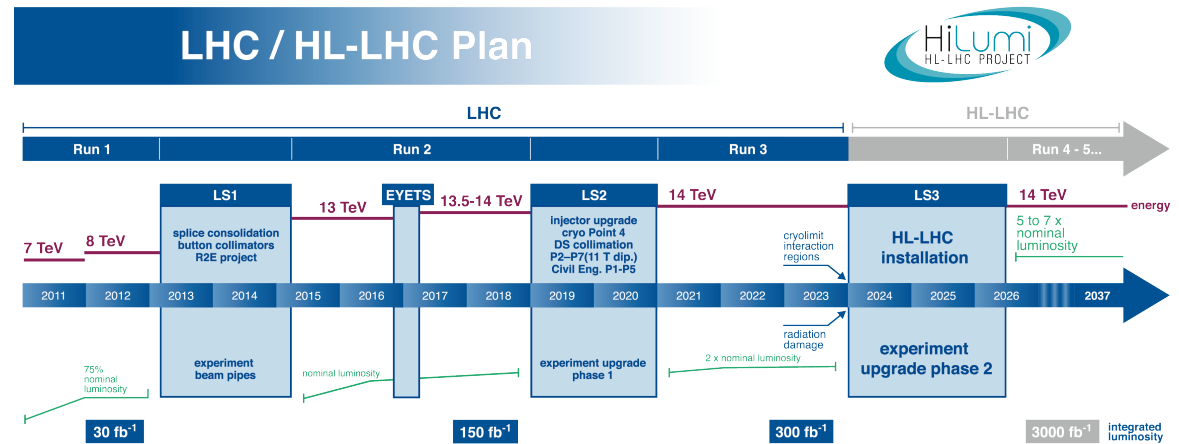 LHC / HL-LHC Plan
HiLumi
HL-LHC PROJECT
LHC
HL-LHC
Run 1
Run 2
Run 3
Run 4 - 5...
LS1
EYETS
LS2
LS3
7 TeV
8 TeV
13 TeV
13.5-14 TeV
14 TeV
14 TeV
energy
splice consolidation
button collimators
R2E project
injector upgrade
cryo Point 4
DS collimation
P2–P7(11 T dip.)
Civil Eng. P1-P5
cryolimit
interaction
regions
HL-LHC
installation
5 to 7 x
nominal
luminosity
2011
2012
2013
2014
2015
2016
2017
2018
2019
2020
2021
2022
2023
2024
2025
2026
2037
75%
nominal
luminosity
experiment
beam pipes
nominal luminosity
experiment upgrade
phase 1
2 x nominal luminosity
radiation
damage
experiment
upgrade phase 2
30 fb-1
150 fb-1
300 fb-1
3000 fb-1
integrated
luminosity